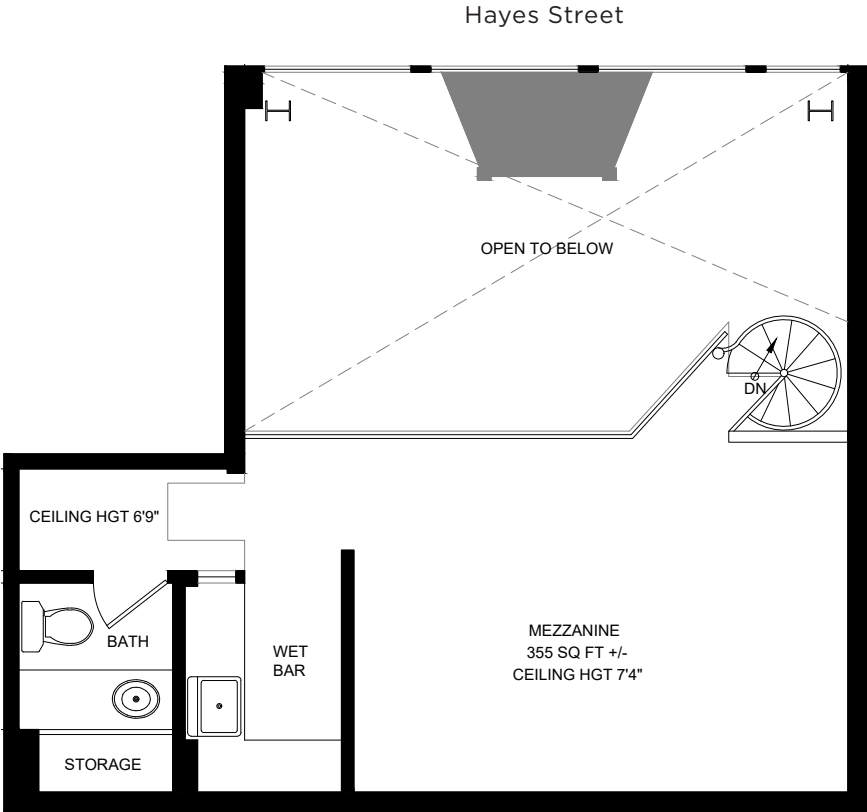 Hayes Street
OPEN TO BELOW
DN
CEILING HGT 6'9"
BATH
WET
BAR
MEZZANINE
355 SQ FT +/-
CEILING HGT 7'4"
STORAGE